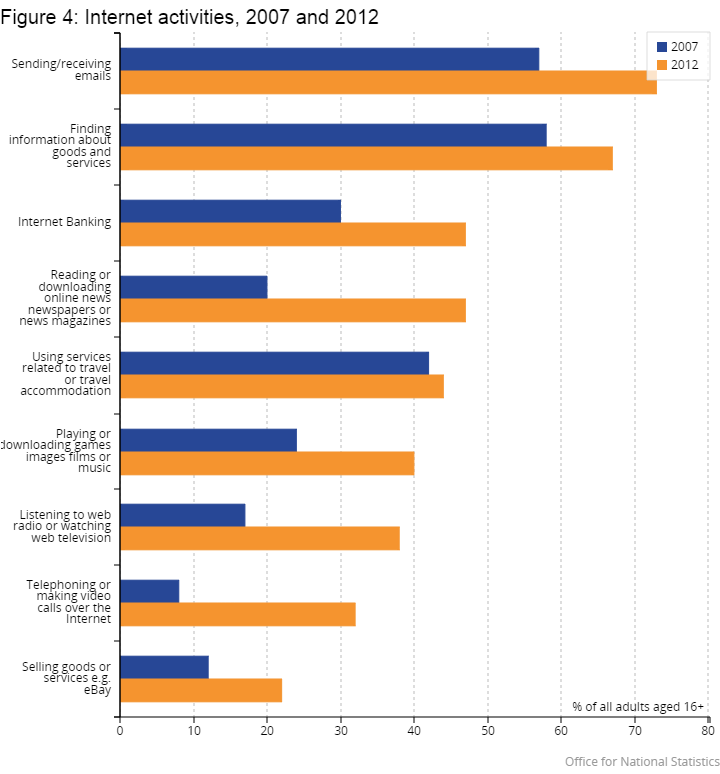 Figure 4: Internet activities, 2007 and 2012
2007
2012
Sending/receiving
emails
Finding
information about
goods and
services
Internet Banking
Reading or
downloading
online news
newspapers or
news magazines
Using services
related to travel
or travel
accommodation
Playing or
downloading games
images films or
music
Listening to web
radio or watching
web television
Telephoning or
making video
calls over the
Internet
Selling goods or
services e.g.
eBay
% of all adults aged 16+
0 10 20 30 40 50 60 70 80
Office for National Statistics